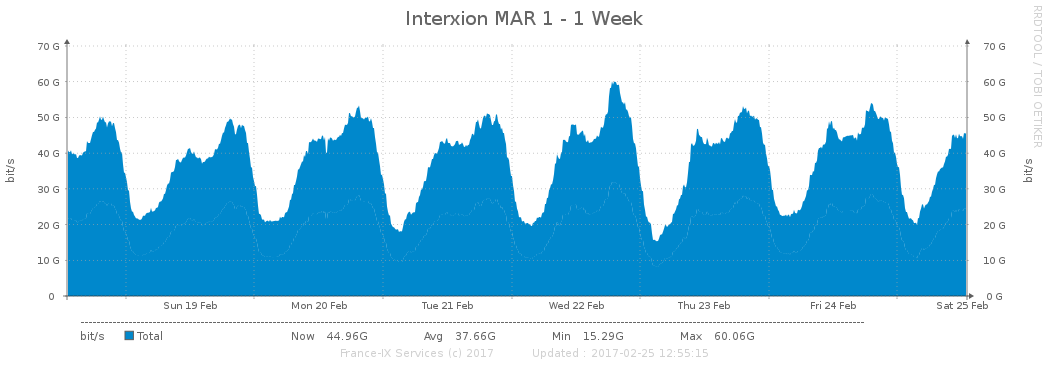 Interxion MAR 1 - 1 Week
RRDTOOL / TOBI OETIKER
70 G 70 G
60 G 60 G
50 G 50 G
40 G 40 G
30 G 30 G
20 G 20 G
10 G 10 G
0 0 G
bit/s
bit/s
Sun 19 Feb Mon 20 Feb Tue 21 Feb Wed 22 Feb Thu 23 Feb Fri 24 Feb Sat 25 Feb
bit/s Total Now 44.96G Avg 37.66G Min 15.29G Max 60.06G
France-IX Services (c) 2017 Updated : 2017-02-25 12:55:15